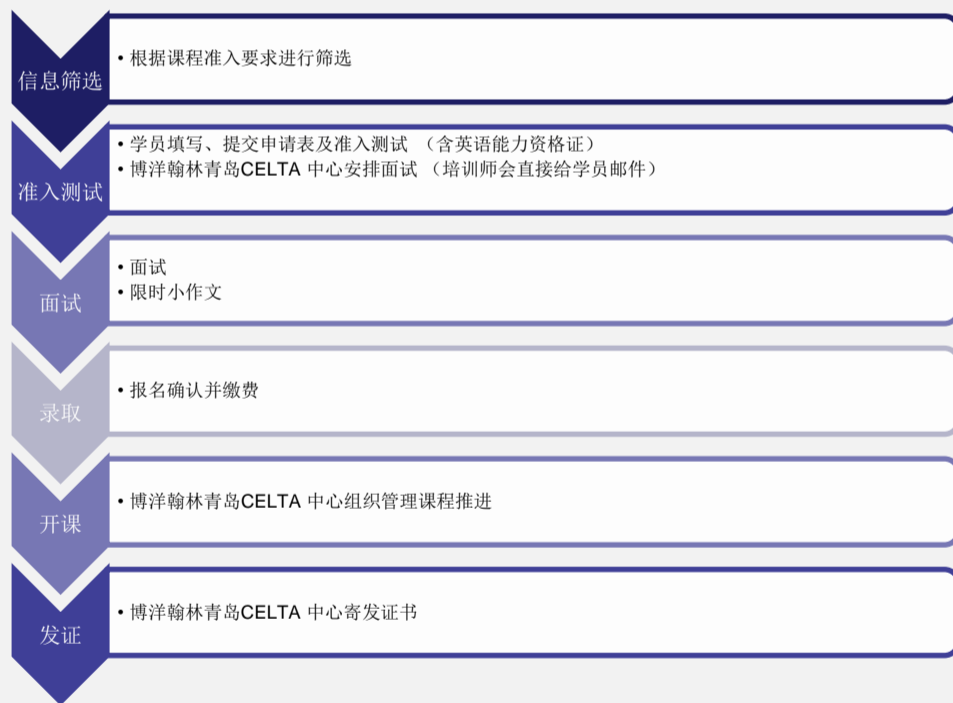 信息筛选
• 根据课程准入要求进行筛选
准入测试
• 学员填写、提交申请表及准入测试 （含英语能力资格证）
• 博洋翰林青岛CELTA 中心安排面试 （培训师会直接给学员邮件）
面试
• 面试
• 限时小作文
录取
• 报名确认并缴费
开课
• 博洋翰林青岛CELTA 中心组织管理课程推进
发证
• 博洋翰林青岛CELTA 中心寄发证书